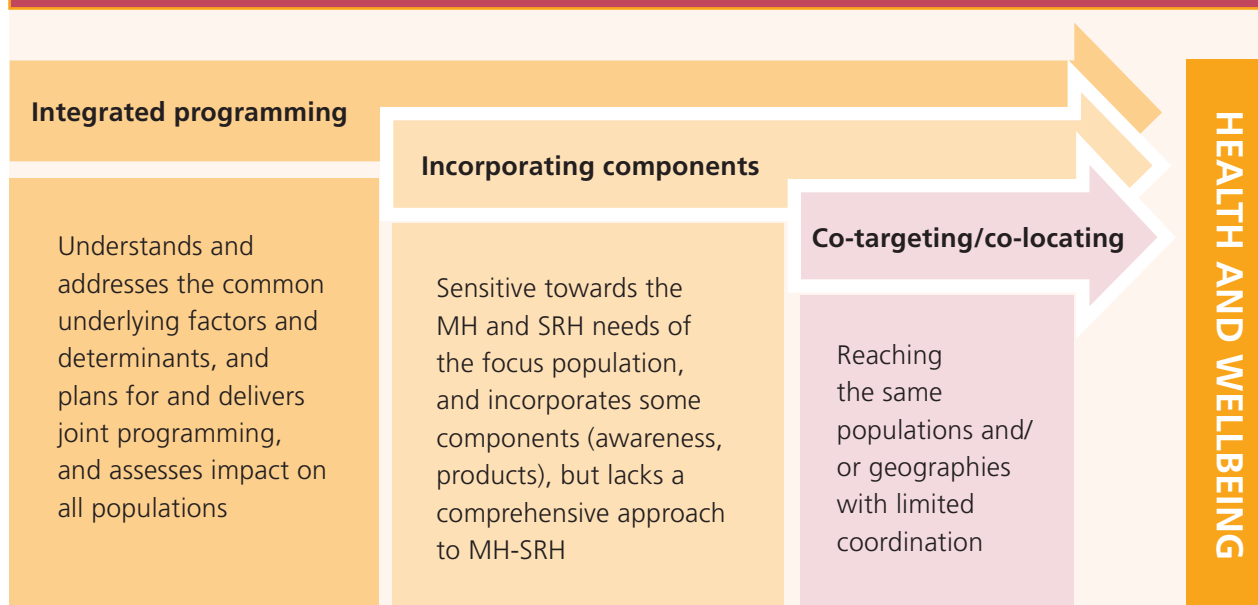 Integrated programming
Understands and
addresses the common
underlying factors and
determinants, and
plans for and delivers
joint programming,
and assesses impact on
all populations
Incorporating components
Sensitive towards the
MH and SRH needs of
the focus population,
and incorporates some
components (awareness,
products), but lacks a
comprehensive approach
to MH-SRH
Co-targeting/co-locating
Reaching
the same
populations and/
or geographies
with limited
coordination
HEALTH AND WELLBEING